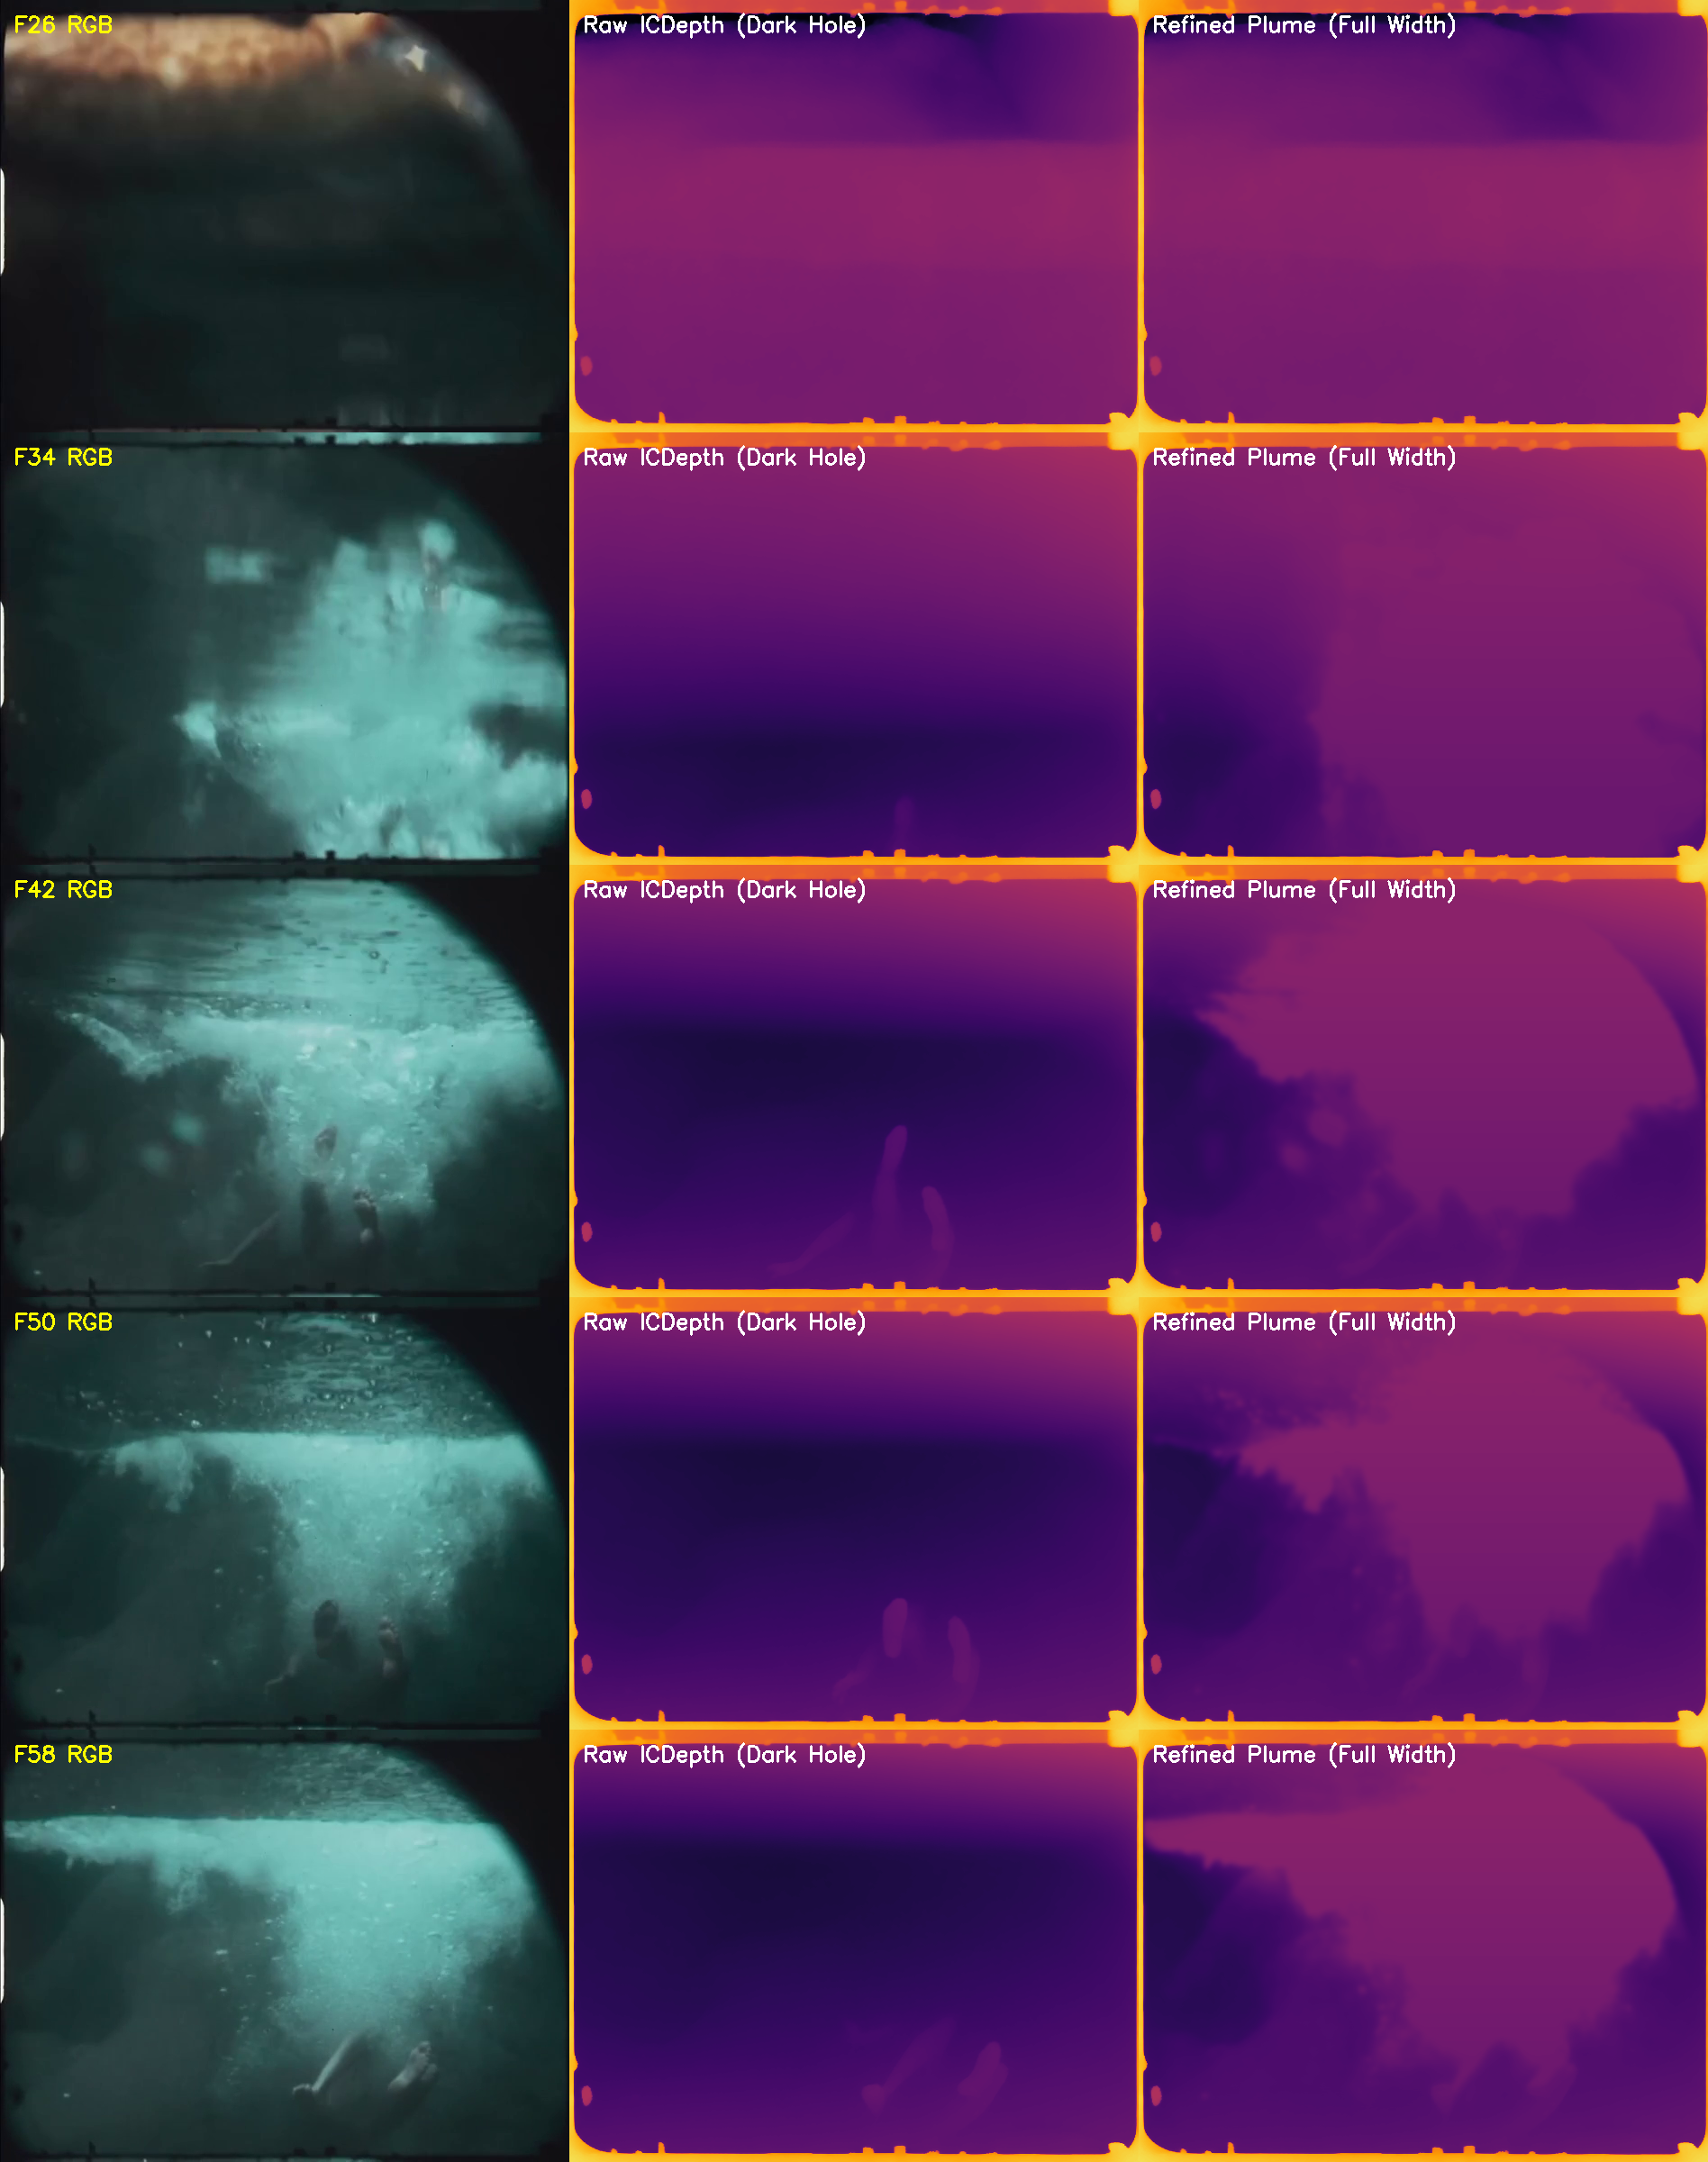 F26 RGB
Raw ICDepth (Dark Hole)
Refined Plume (Full Width)
F34 RGB
Raw ICDepth (Dark Hole)
Refined Plume (Full Width)
F42 RGB
Raw ICDepth (Dark Hole)
Refined Plume (Full Width)
F50 RGB
Raw ICDepth (Dark Hole)
Refined Plume (Full Width)
F58 RGB
Raw ICDepth (Dark Hole)
Refined Plume (Full Width)